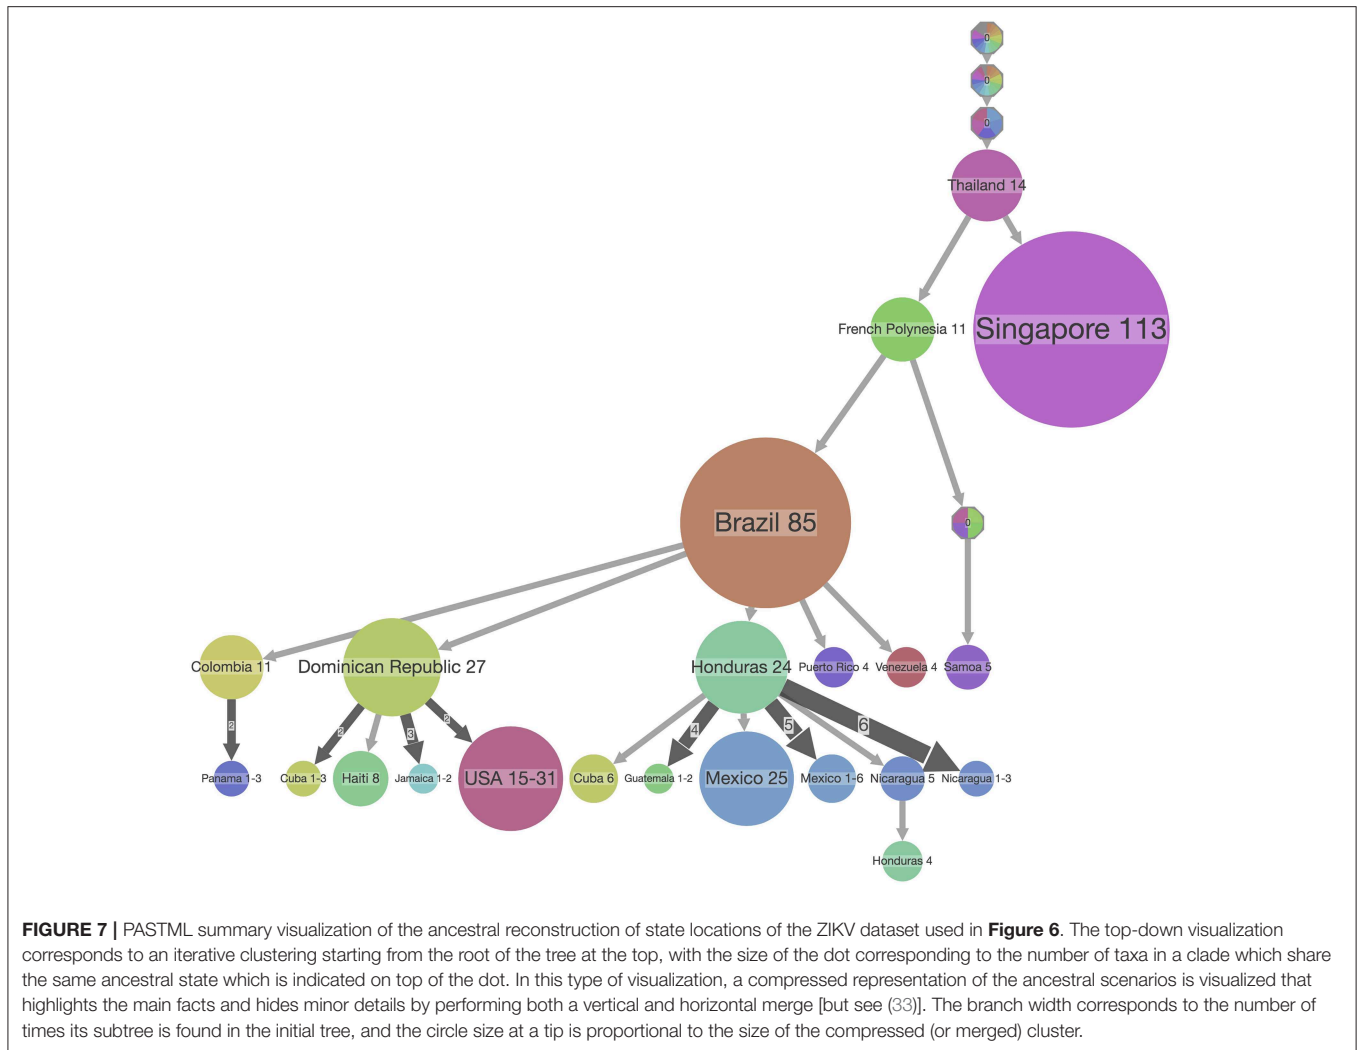 0
0
0
Thailand 14
French Polynesia 11
Singapore 113
Brazil 85
0
Colombia 11
Dominican Republic 27
Honduras 24
Puerto Rico 4
Venezuela 4
Samoa 5
2
2
3
2
4
5
6
Panama 1-3
Cuba 1-3
Haiti 8
Jamaica 1-2
USA 15-31
Cuba 6
Guatemala 1-2
Mexico 25
Mexico 1-6
Nicaragua 5
Nicaragua 1-3
Honduras 4
FIGURE 7 | PASTML summary visualization of the ancestral reconstruction of state locations of the ZIKV dataset used in Figure 6. The top-down visualization
corresponds to an iterative clustering starting from the root of the tree at the top, with the size of the dot corresponding to the number of taxa in a clade which share
the same ancestral state which is indicated on top of the dot. In this type of visualization, a compressed representation of the ancestral scenarios is visualized that
highlights the main facts and hides minor details by performing both a vertical and horizontal merge [but see (33)]. The branch width corresponds to the number of
times its subtree is found in the initial tree, and the circle size at a tip is proportional to the size of the compressed (or merged) cluster.